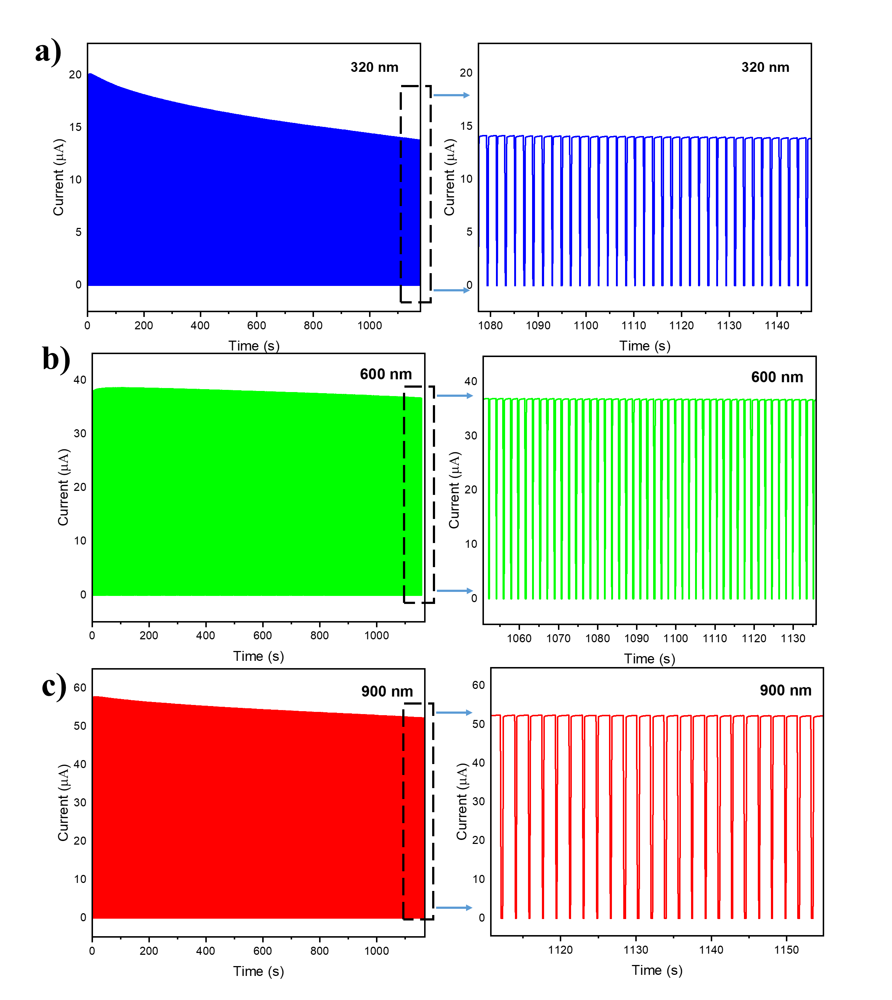 a)
320 nm
20
15
10
5
0
Current (μA)
0 200 400 600 800 1000
Time (s)
320 nm
20
15
10
5
0
Current (μA)
1080 1090 1100 1110 1120 1130 1140
Time (s)
b)
600 nm
40
30
20
10
0
Current (μA)
0 200 400 600 800 1000
Time (s)
600 nm
40
30
20
10
0
Current (μA)
1060 1070 1080 1090 1100 1110 1120 1130
Time (s)
c)
900 nm
60
50
40
30
20
10
0
Current (μA)
0 200 400 600 800 1000
Time (s)
900 nm
60
50
40
30
20
10
0
Current (μA)
1120 1130 1140 1150
Time (s)